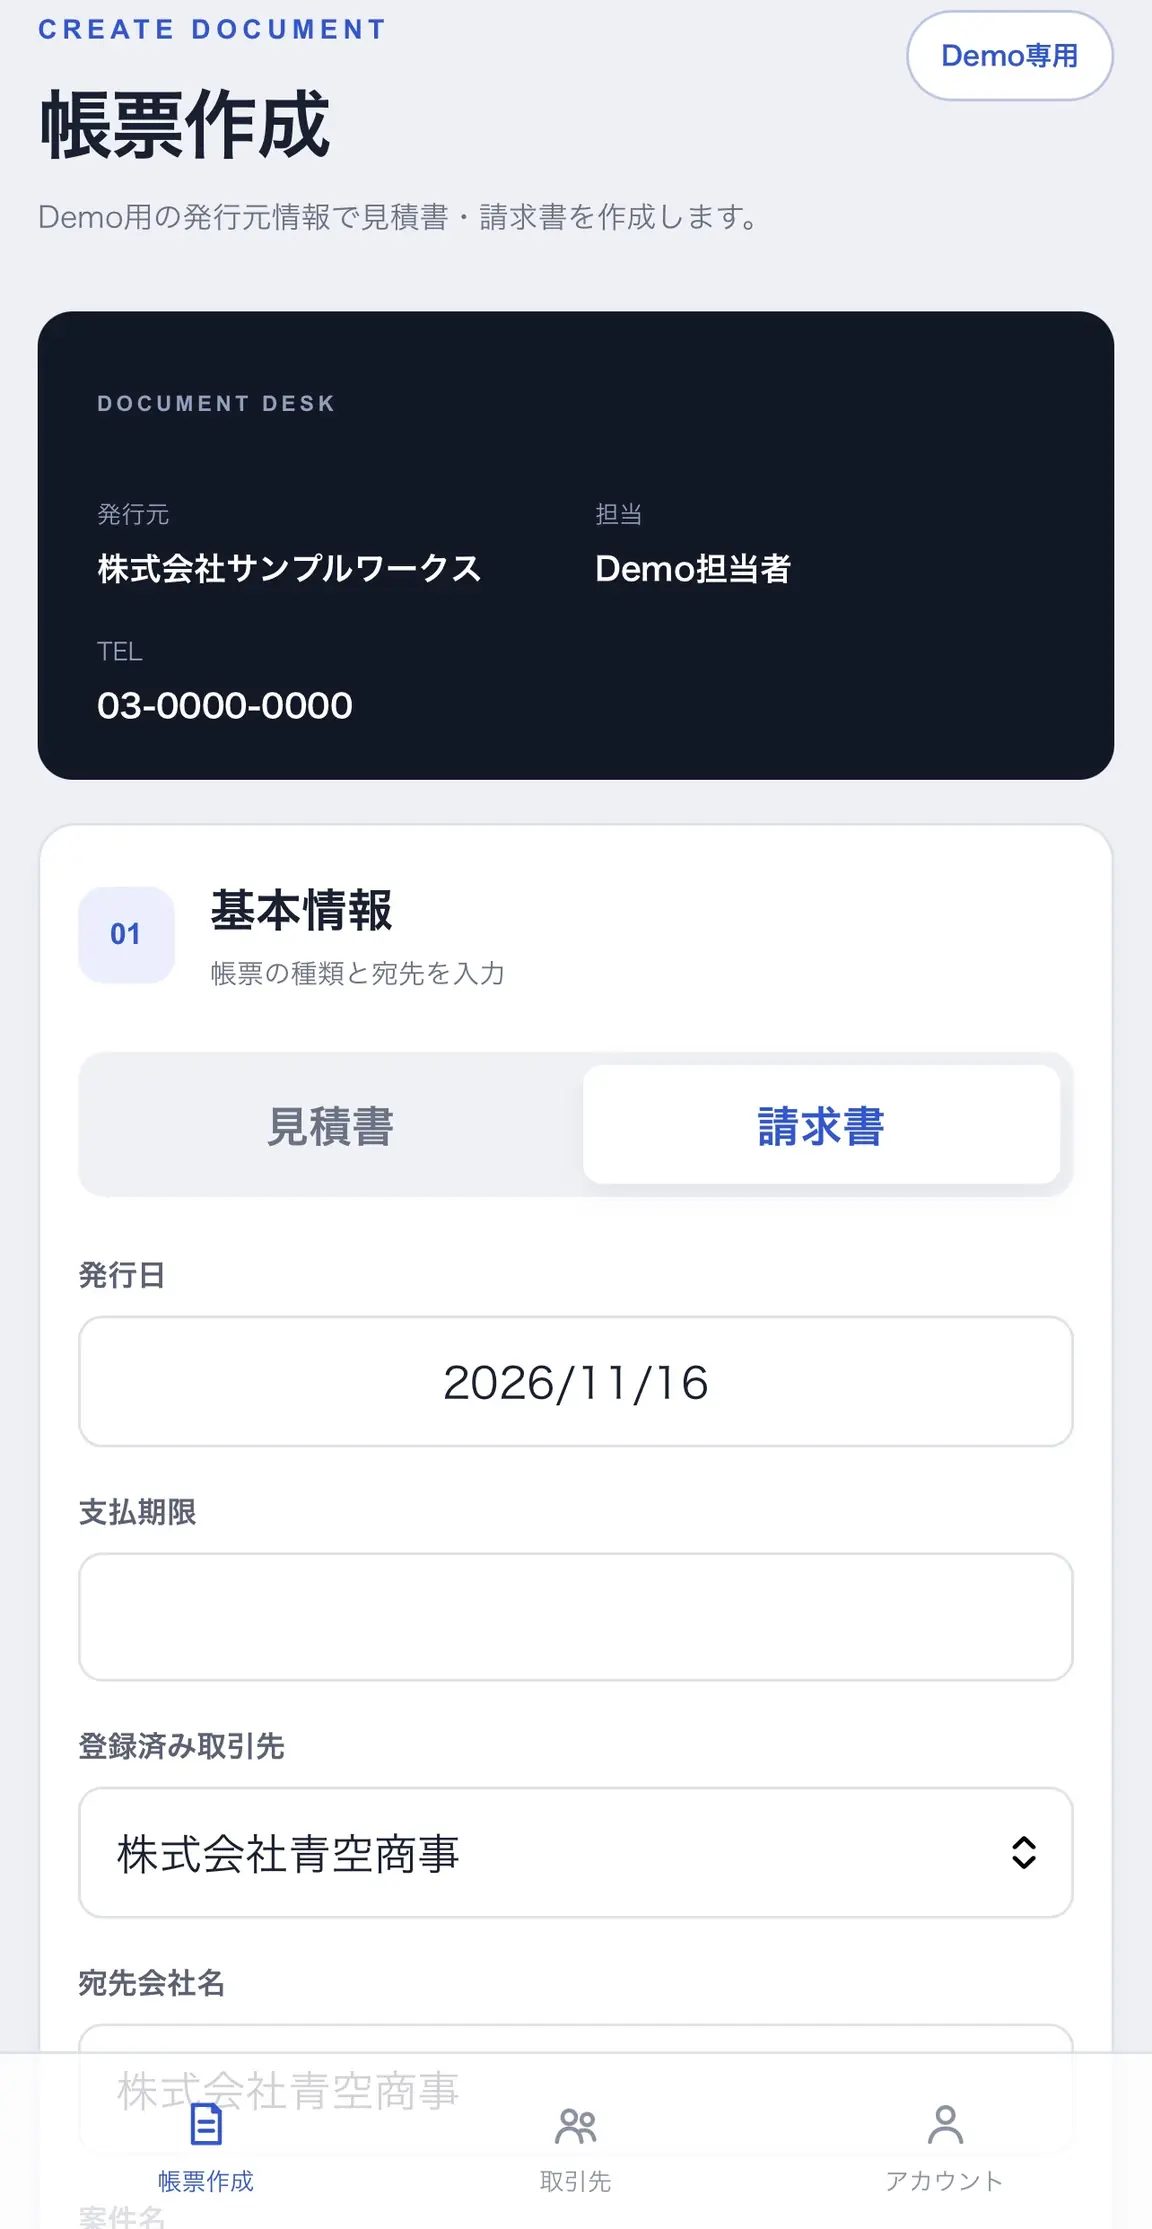 CREATE DOCUMENT
Demo専用
帳票作成
Demo用の発行元情報で見積書・請求書を作成します。
DOCUMENT DESK
発行元
担当
株式会社サンプルワークス
Demo担当者
TEL
03-0000-0000
01
基本情報
帳票の種類と宛先を入力
見積書
請求書
発行日
2026/11/16
支払期限
登録済み取引先
株式会社青空商事
宛先会社名
株式会社青空商事
帳票作成
取引先
アカウント
案件名